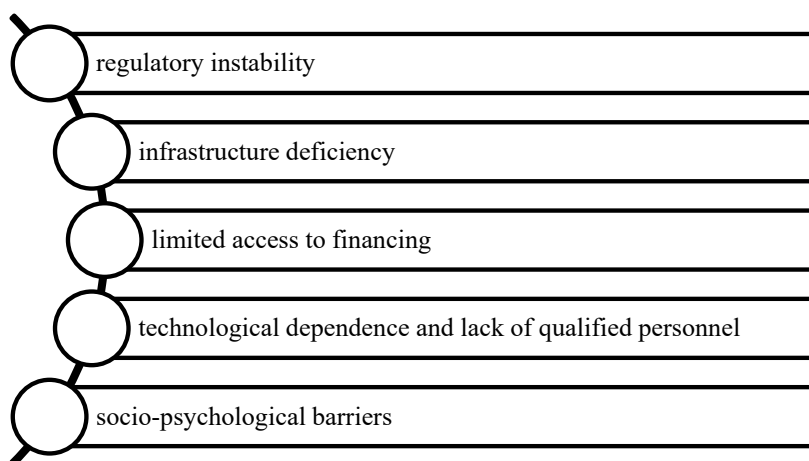 regulatory instability
infrastructure deficiency
limited access to financing
technological dependence and lack of qualified personnel
socio-psychological barriers